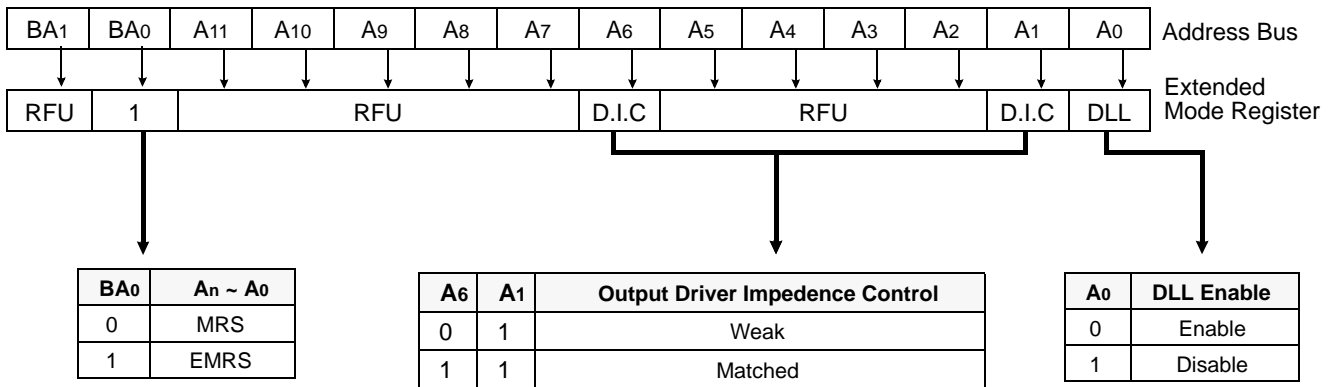 BA1 BA0 A11 A10 A9 A8 A7 A6 A5 A4 A3 A2 A1 A0 Address Bus
RFU 1 RFU D.I.C RFU D.I.C DLL Extended
Mode Register
BA0 An ~ A0
0 MRS
1 EMRS
A6 A1 Output Driver Impedence Control
0 1 Weak
1 1 Matched
A0 DLL Enable
0 Enable
1 Disable